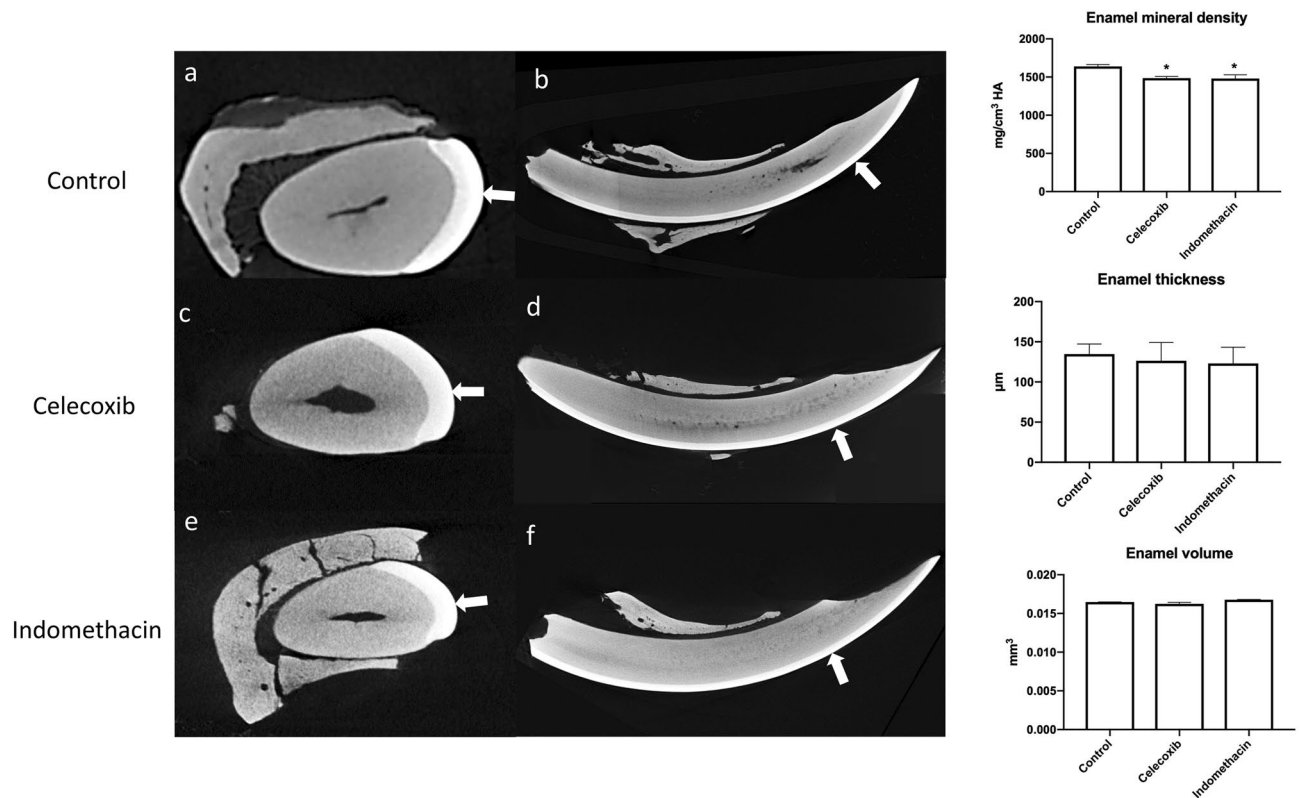 Control
Celecoxib
Indomethacin
a
b
c
d
e
f
Enamel mineral density
mg/cm³ HA
2000
1500
1000
500
0
* *
Control
Celecoxib
Indomethacin
Enamel thickness
µm
200
150
100
50
0
Control
Celecoxib
Indomethacin
Enamel volume
mm³
0.020
0.015
0.010
0.005
0.000
Control
Celecoxib
Indomethacin